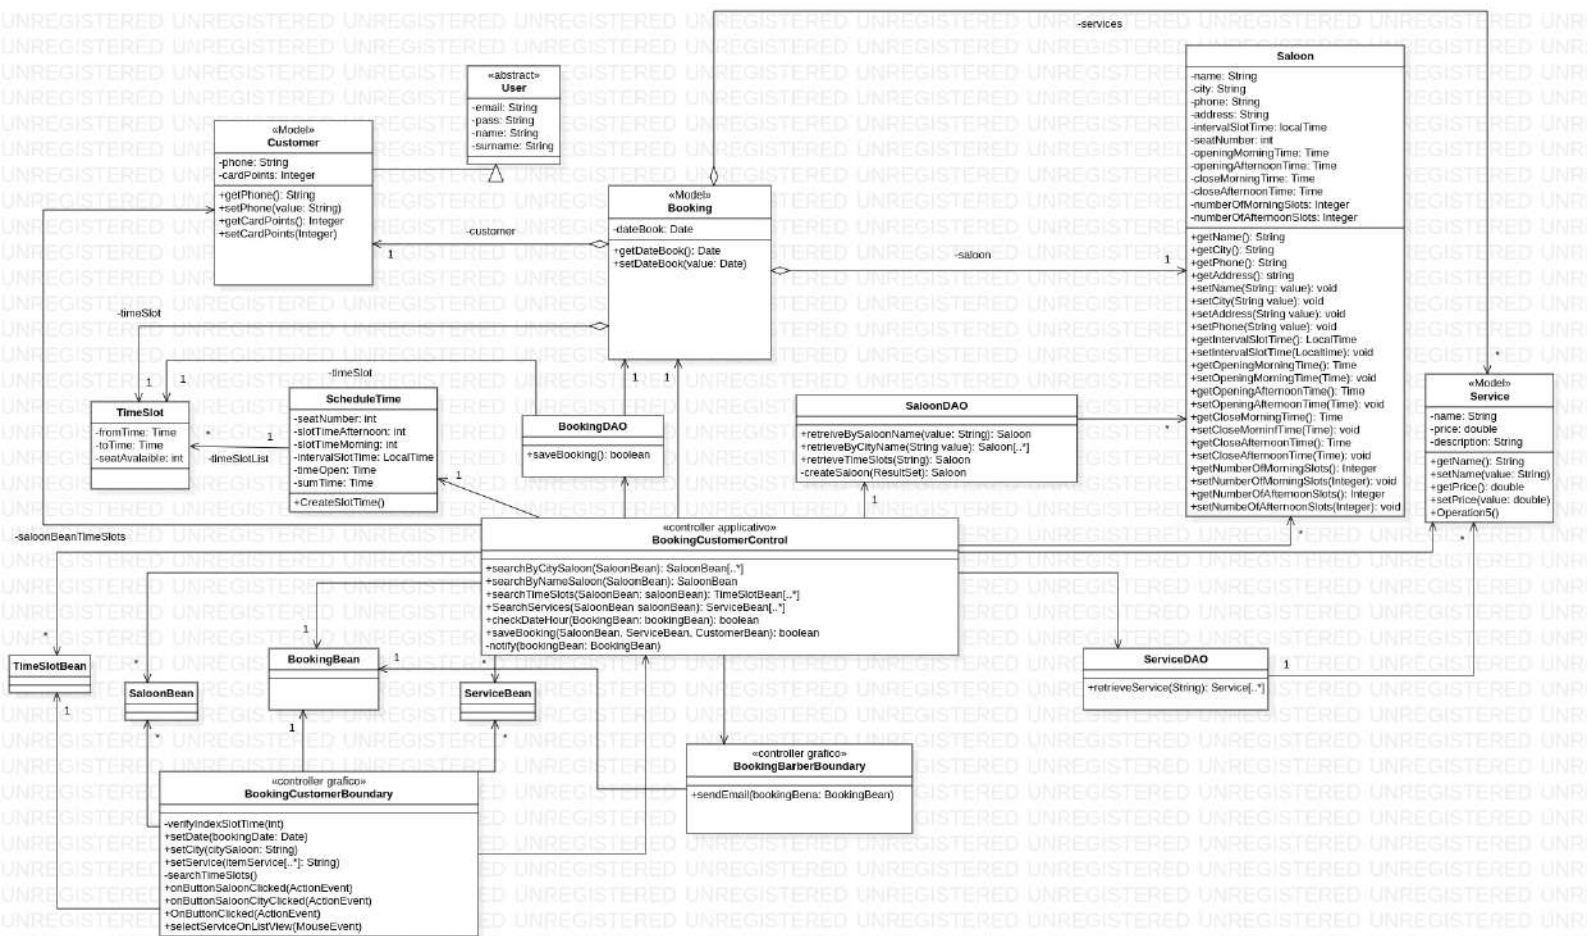 -services
«abstract»
User
-email: String
-pass: String
-name: String
-surname: String
«Model»
Customer
-phone: String
-cardPoints: Integer
+getPhone(): String
+setPhone(value: String)
+getCardPoints(): Integer
+setCardPoints(Integer)
«Model»
Booking
-dateBook: Date
+getDateBook(): Date
+setDateBook(value: Date)
-customer
1
-saloon
1
Saloon
-name: String
-city: String
-phone: String
-address: String
-intervalSlotTime: localTime
-seatNumber: int
-openingMorningTime: Time
-openingAfternoonTime: Time
-closeMorningTime: Time
-closeAfternoonTime: Time
-numberOfMorningSlots: Integer
-numberOfAfternoonSlots: Integer
+getName(): String
+getCity(): String
+getPhone(): String
+getAddress(): string
+setName(String: value): void
+setCity(String value): void
+setAddress(String value): void
+setPhone(String value): void
+getIntervalSlotTime(): LocalTime
+setIntervalSlotTime(Localtime): void
+getOpeningMorningTime(): Time
+setOpeningMorningTime(Time): void
+getOpeningAfternoonTime(): Time
+setOpeningAfternoonTime(Time): void
+getCloseMorningTime(): Time
+setCloseMorninfTime(Time): void
+getCloseAfternoonTime(): Time
+setCloseAfternoonTime(Time): void
+getNumberOfMorningSlots(): Integer
+setNumberOfMorningSlots(Integer): void
+getNumberOfAfternoonSlots(): Integer
+setNumbeOfAfternoonSlots(Integer): void
*
«Model»
Service
-name: String
-price: double
-description: String
+getName(): String
+setName(value: String)
+getPrice(): double
+setPrice(value: double)
+Operation5()
-timeSlot
1
1
-timeSlot
1
1
TimeSlot
-fromTime: Time
-toTime: Time
-seatAvalaible: int
*
1
-timeSlotList
ScheduleTime
-seatNumber: int
-slotTimeAfternoon: int
-slotTimeMorning: int
-intervalSlotTime: LocalTime
-timeOpen: Time
-sumTime: Time
+CreateSlotTime()
1
BookingDAO
+saveBooking(): boolean
SaloonDAO
+retreiveBySaloonName(value: String): Saloon
+retrieveByCityName(String value): Saloon[..*]
+retrieveTimeSlots(String): Saloon
-createSaloon(ResultSet): Saloon
*
1
«controller applicativo»
BookingCustomerControl
+searchByCitySaloon(SaloonBean): SaloonBean[..*]
+searchByNameSaloon(SaloonBean): SaloonBean
+searchTimeSlots(SaloonBean: saloonBean): TimeSlotBean[..*]
+SearchServices(SaloonBean saloonBean): ServiceBean[..*]
+checkDateHour(BookingBean: bookingBean): boolean
+saveBooking(SaloonBean, ServiceBean, CustomerBean): boolean
-notify(bookingBean: BookingBean)
*
*
-saloonBeanTimeSlots
*
TimeSlotBean
1
*
SaloonBean
*
1
BookingBean
1
1
*
ServiceBean
*
ServiceDAO
+retrieveService(String): Service[..*]
1
«controller grafico»
BookingBarberBoundary
+sendEmail(bookingBena: BookingBean)
«controller grafico»
BookingCustomerBoundary
-verifyIndexSlotTime(int)
+setDate(bookingDate: Date)
+setCity(citySaloon: String)
+setService(itemService[..*]: String)
-searchTimeSlots()
+onButtonSaloonClicked(ActionEvent)
+onButtonSaloonCityClicked(ActionEvent)
+OnButtonClicked(ActionEvent)
+selectServiceOnListView(MouseEvent)
UNREGISTERED